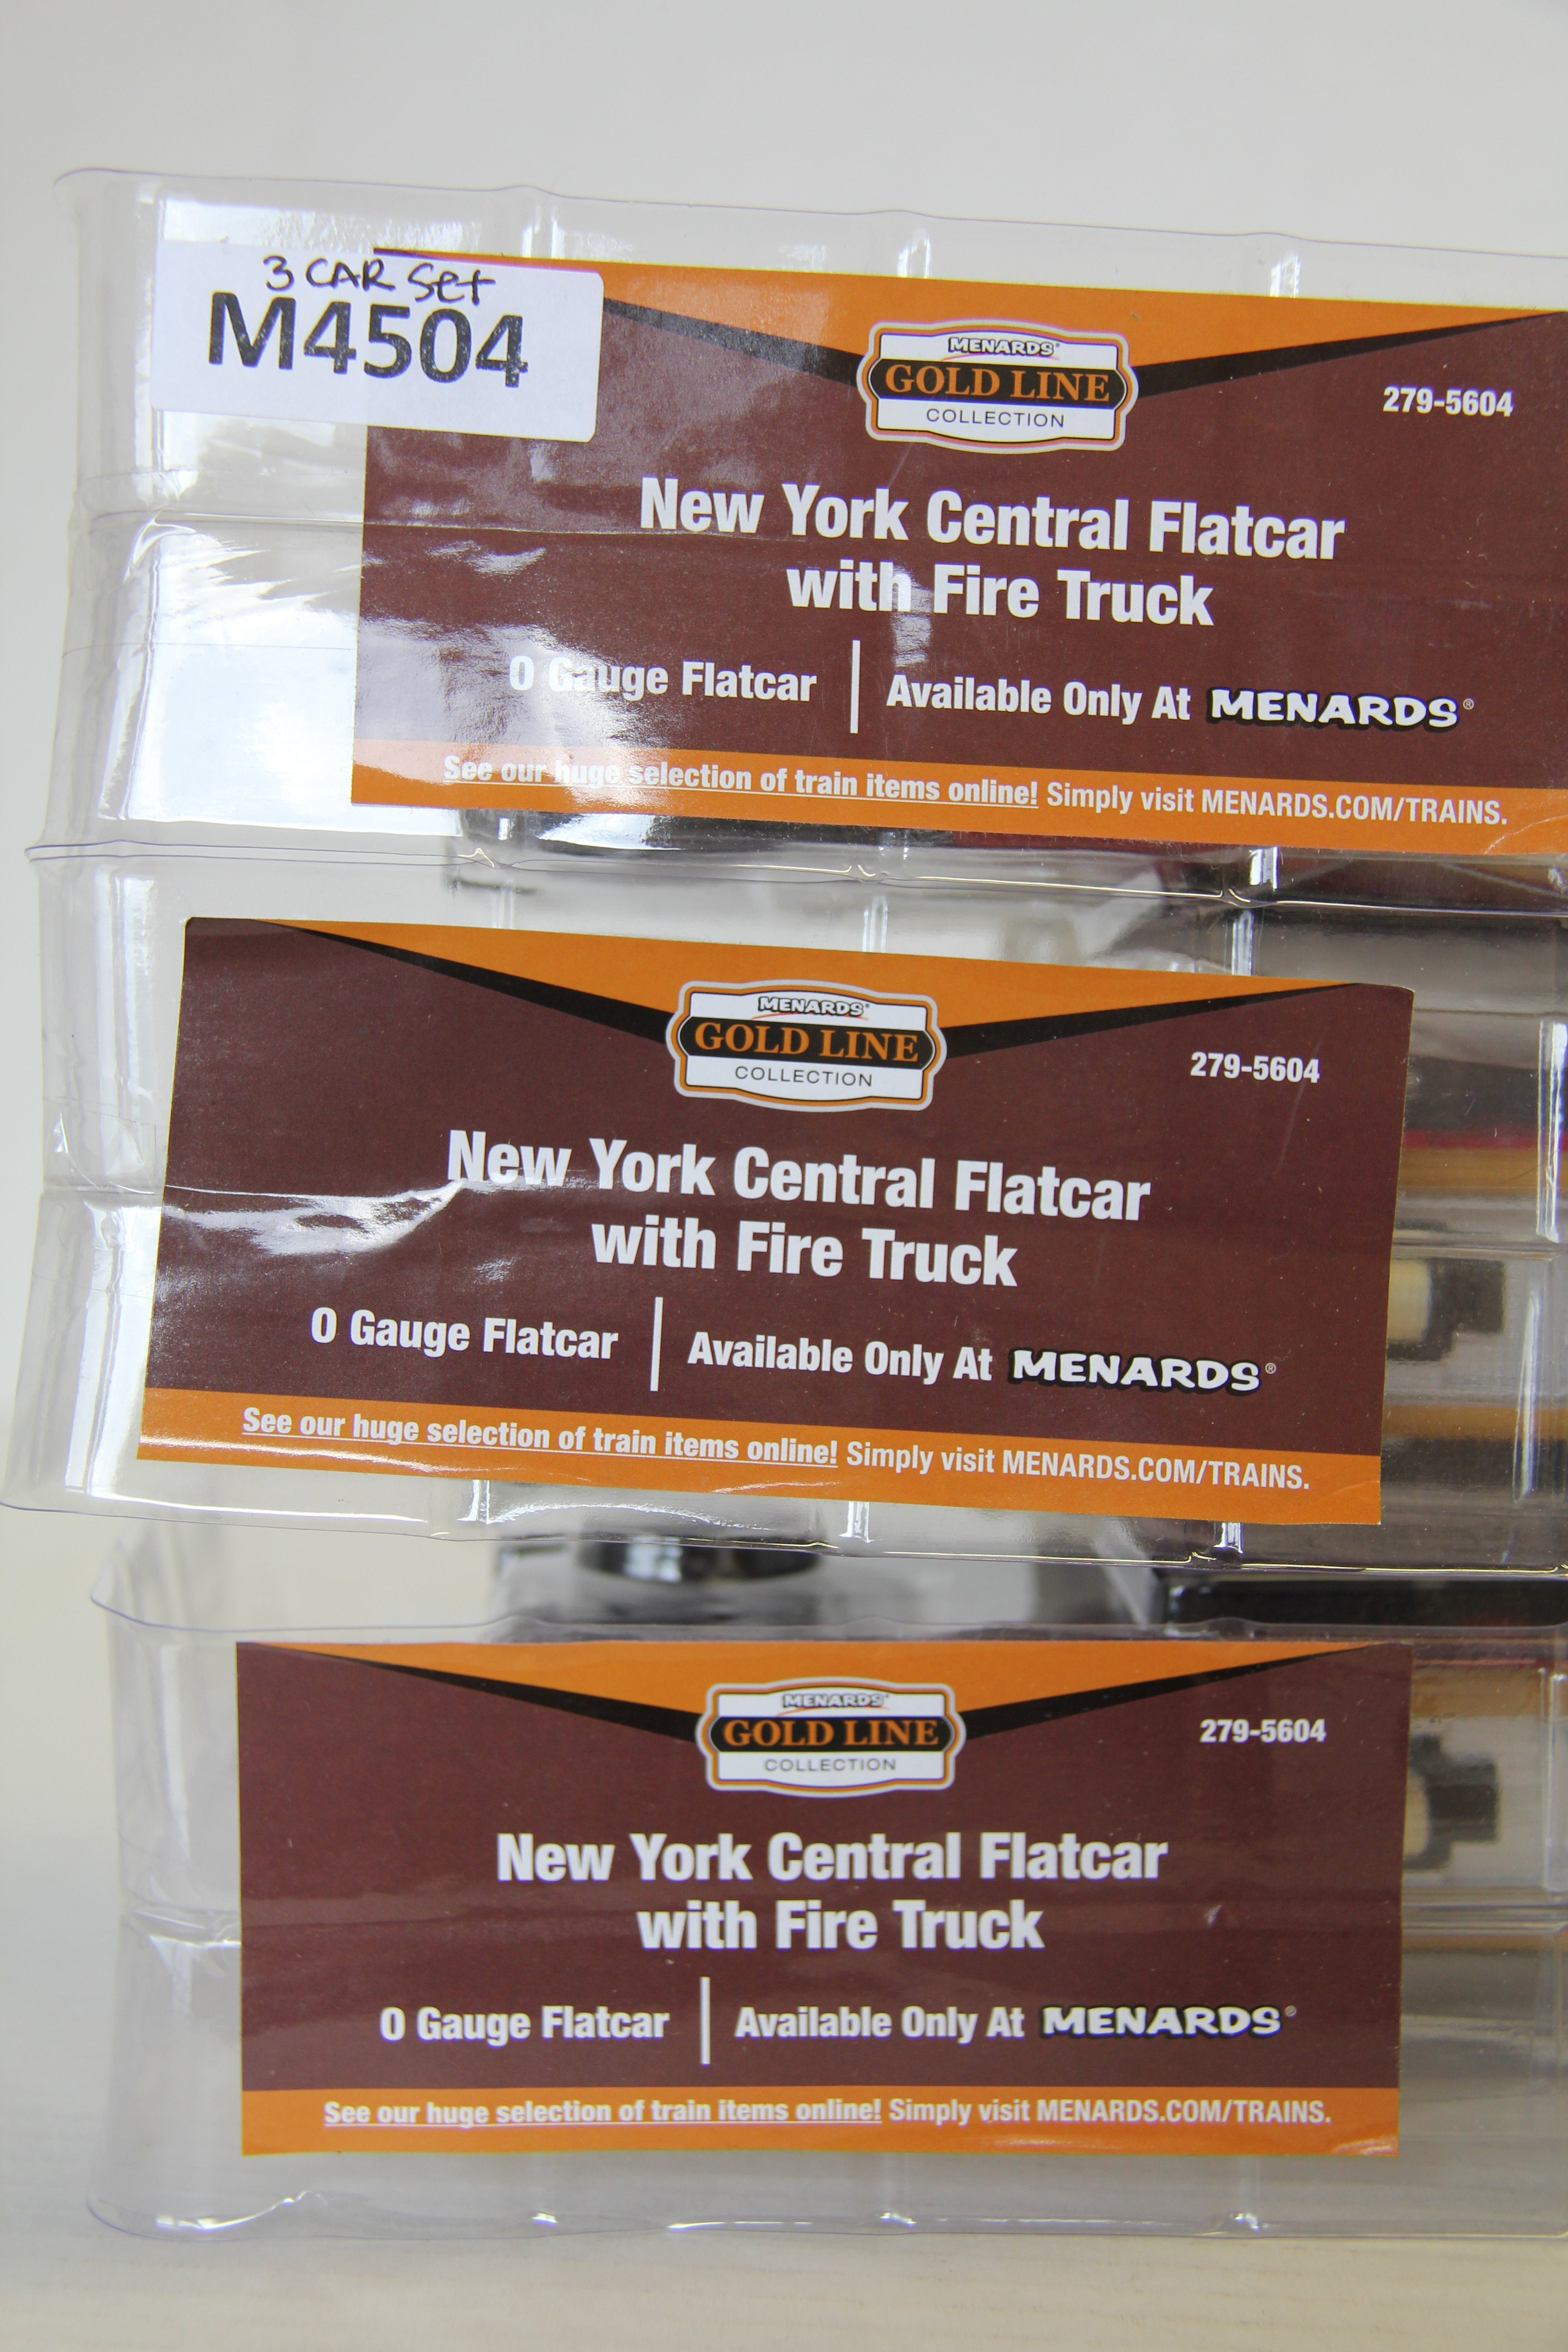 3 CAR Set
M4504
MENARDS®
GOLD LINE
COLLECTION
279-5604
New York Central Flatcar
with Fire Truck
O Gauge Flatcar
Available Only At MENARDS®
See our huge selection of train items online! Simply visit MENARDS.COM/TRAINS.
MENARDS®
GOLD LINE
COLLECTION
279-5604
New York Central Flatcar
with Fire Truck
O Gauge Flatcar
Available Only At MENARDS®
See our huge selection of train items online! Simply visit MENARDS.COM/TRAINS.
MENARDS®
GOLD LINE
COLLECTION
279-5604
New York Central Flatcar
with Fire Truck
O Gauge Flatcar
Available Only At MENARDS®
See our huge selection of train items online! Simply visit MENARDS.COM/TRAINS.